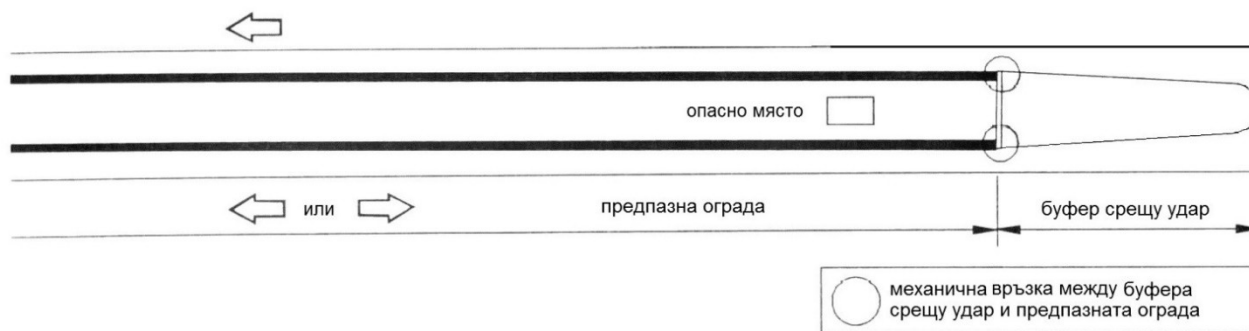 опасно място
или
предпазна ограда
буфер срещу удар
механична връзка между буфера
срещу удар и предпазната ограда